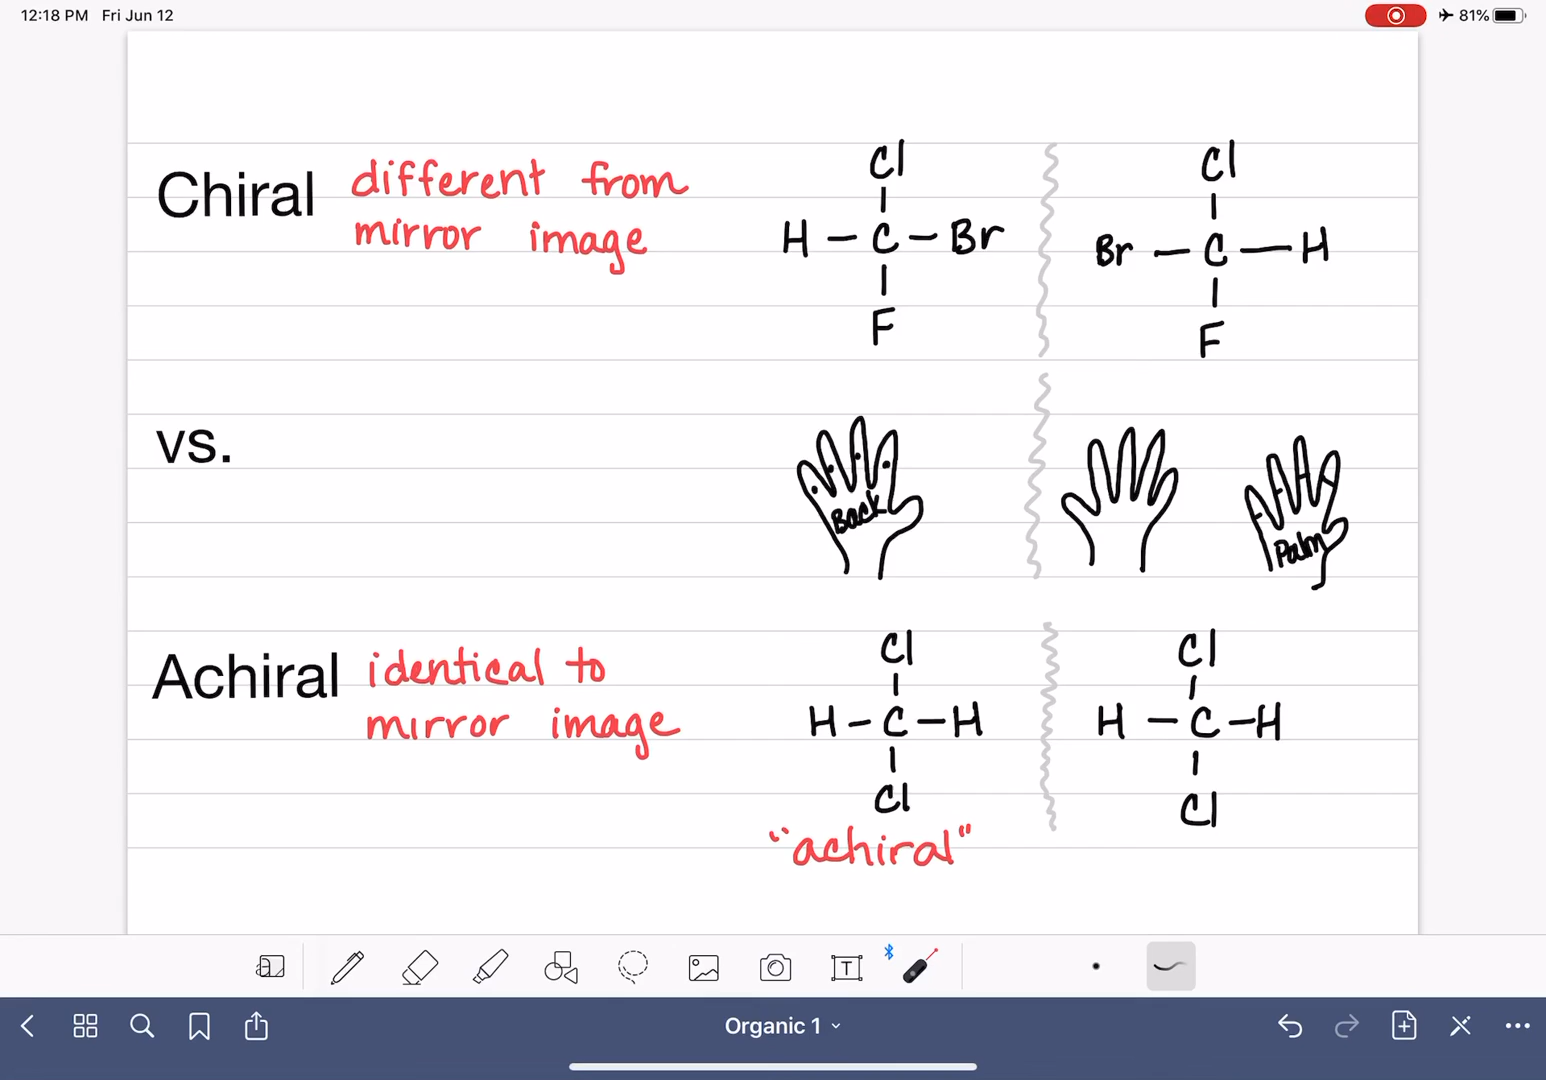 12:18 PM Fri Jun 12
81%
Chiral different from
mirror image
Cl
H – C – Br
F
Cl
Br – C – H
F
vs.
Back
Palm
Achiral identical to
mirror image
Cl
H – C – H
Cl
"achiral"
Cl
H – C – H
Cl
T
Organic 1